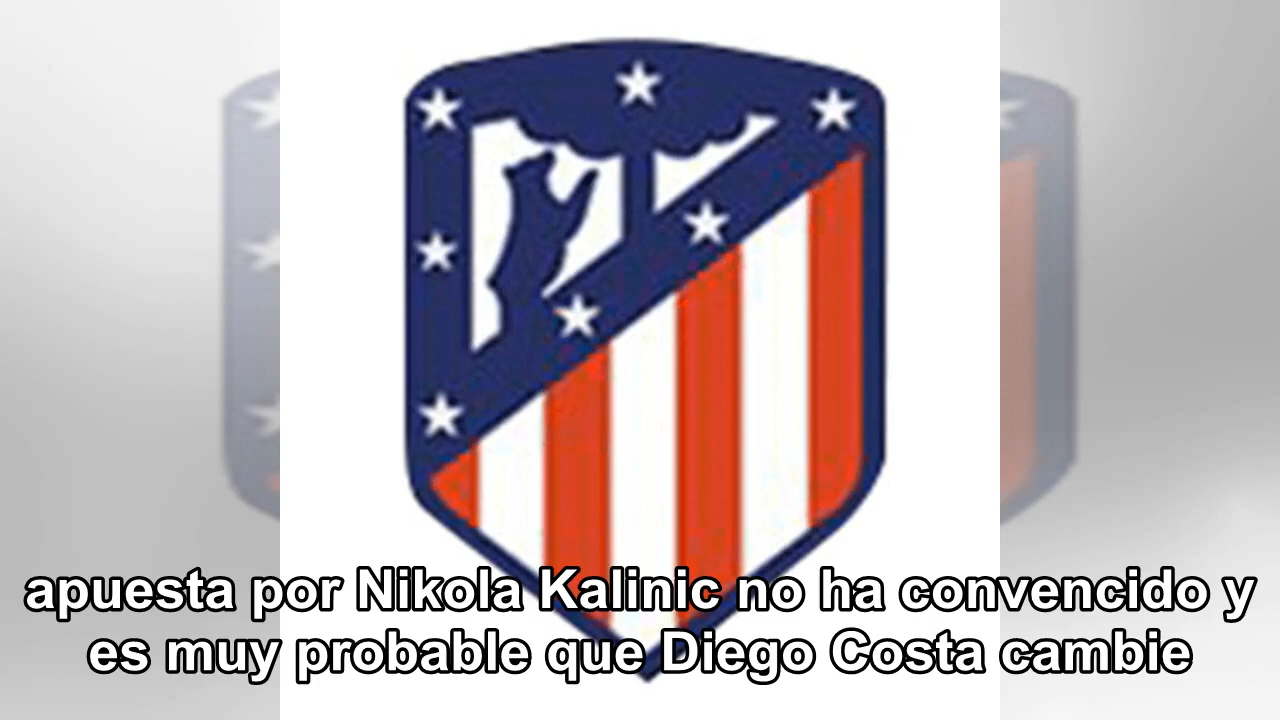 apuesta por Nikola Kalinic no ha convencido y
es muy probable que Diego Costa cambie